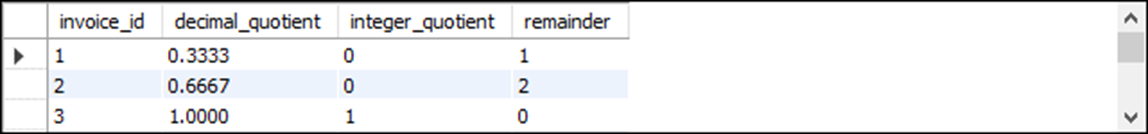 invoice_id decimal_quotient integer_quotient remainder
1 0.3333 0 1
2 0.6667 0 2
3 1.0000 1 0